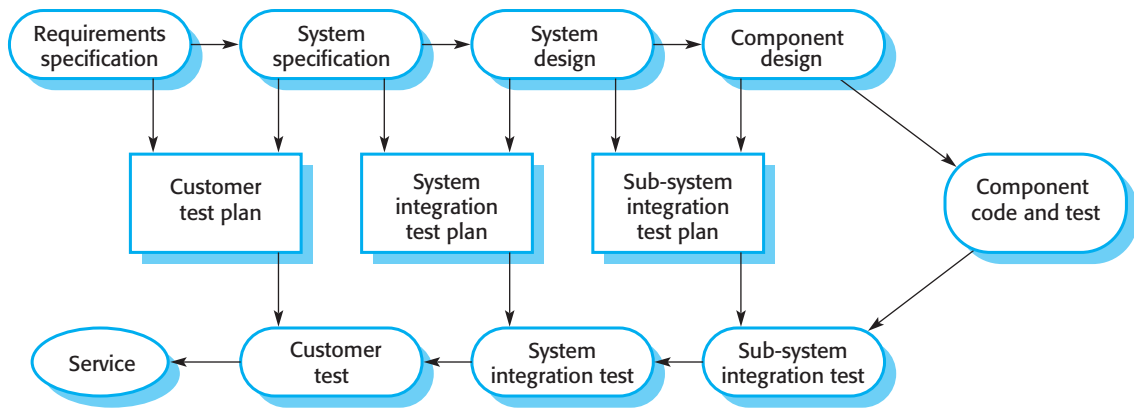 Requirements
specification
System
specification
System
design
Component
design
Customer
test plan
System
integration
test plan
Sub-system
integration
test plan
Component
code and test
Service
Customer
test
System
integration test
Sub-system
integration test